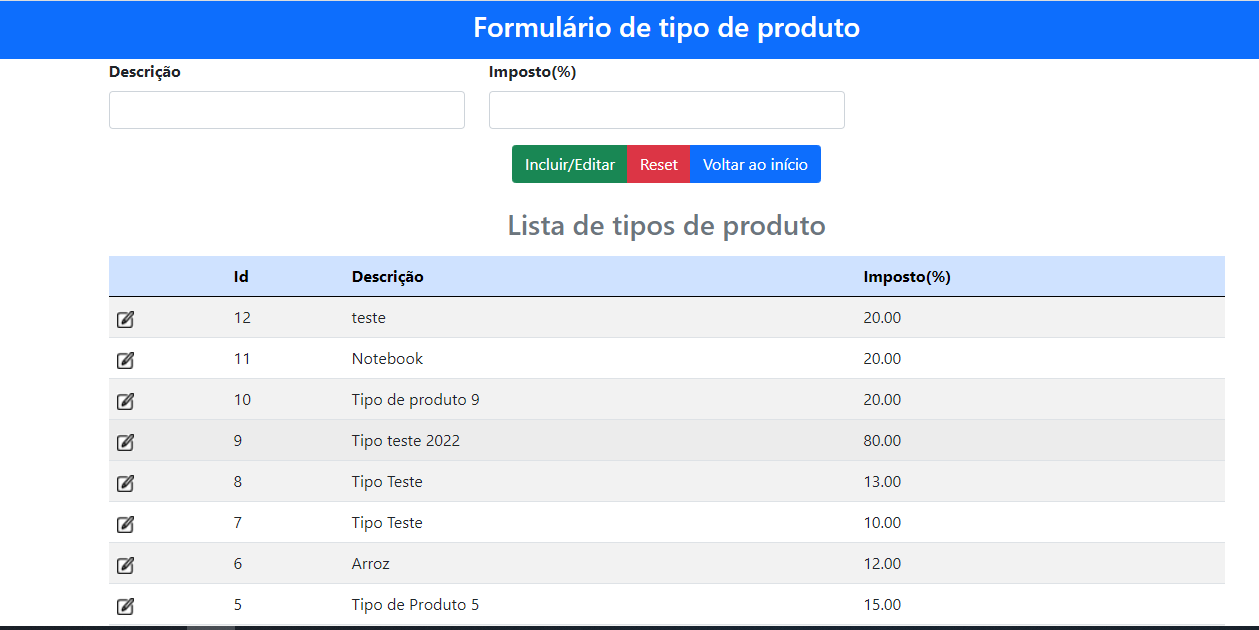 Formulário de tipo de produto
Descrição Imposto(%)
Incluir/Editar Reset Voltar ao início
Lista de tipos de produto
Id Descrição Imposto(%)
12 teste 20.00
11 Notebook 20.00
10 Tipo de produto 9 20.00
9 Tipo teste 2022 80.00
8 Tipo Teste 13.00
7 Tipo Teste 10.00
6 Arroz 12.00
5 Tipo de Produto 5 15.00